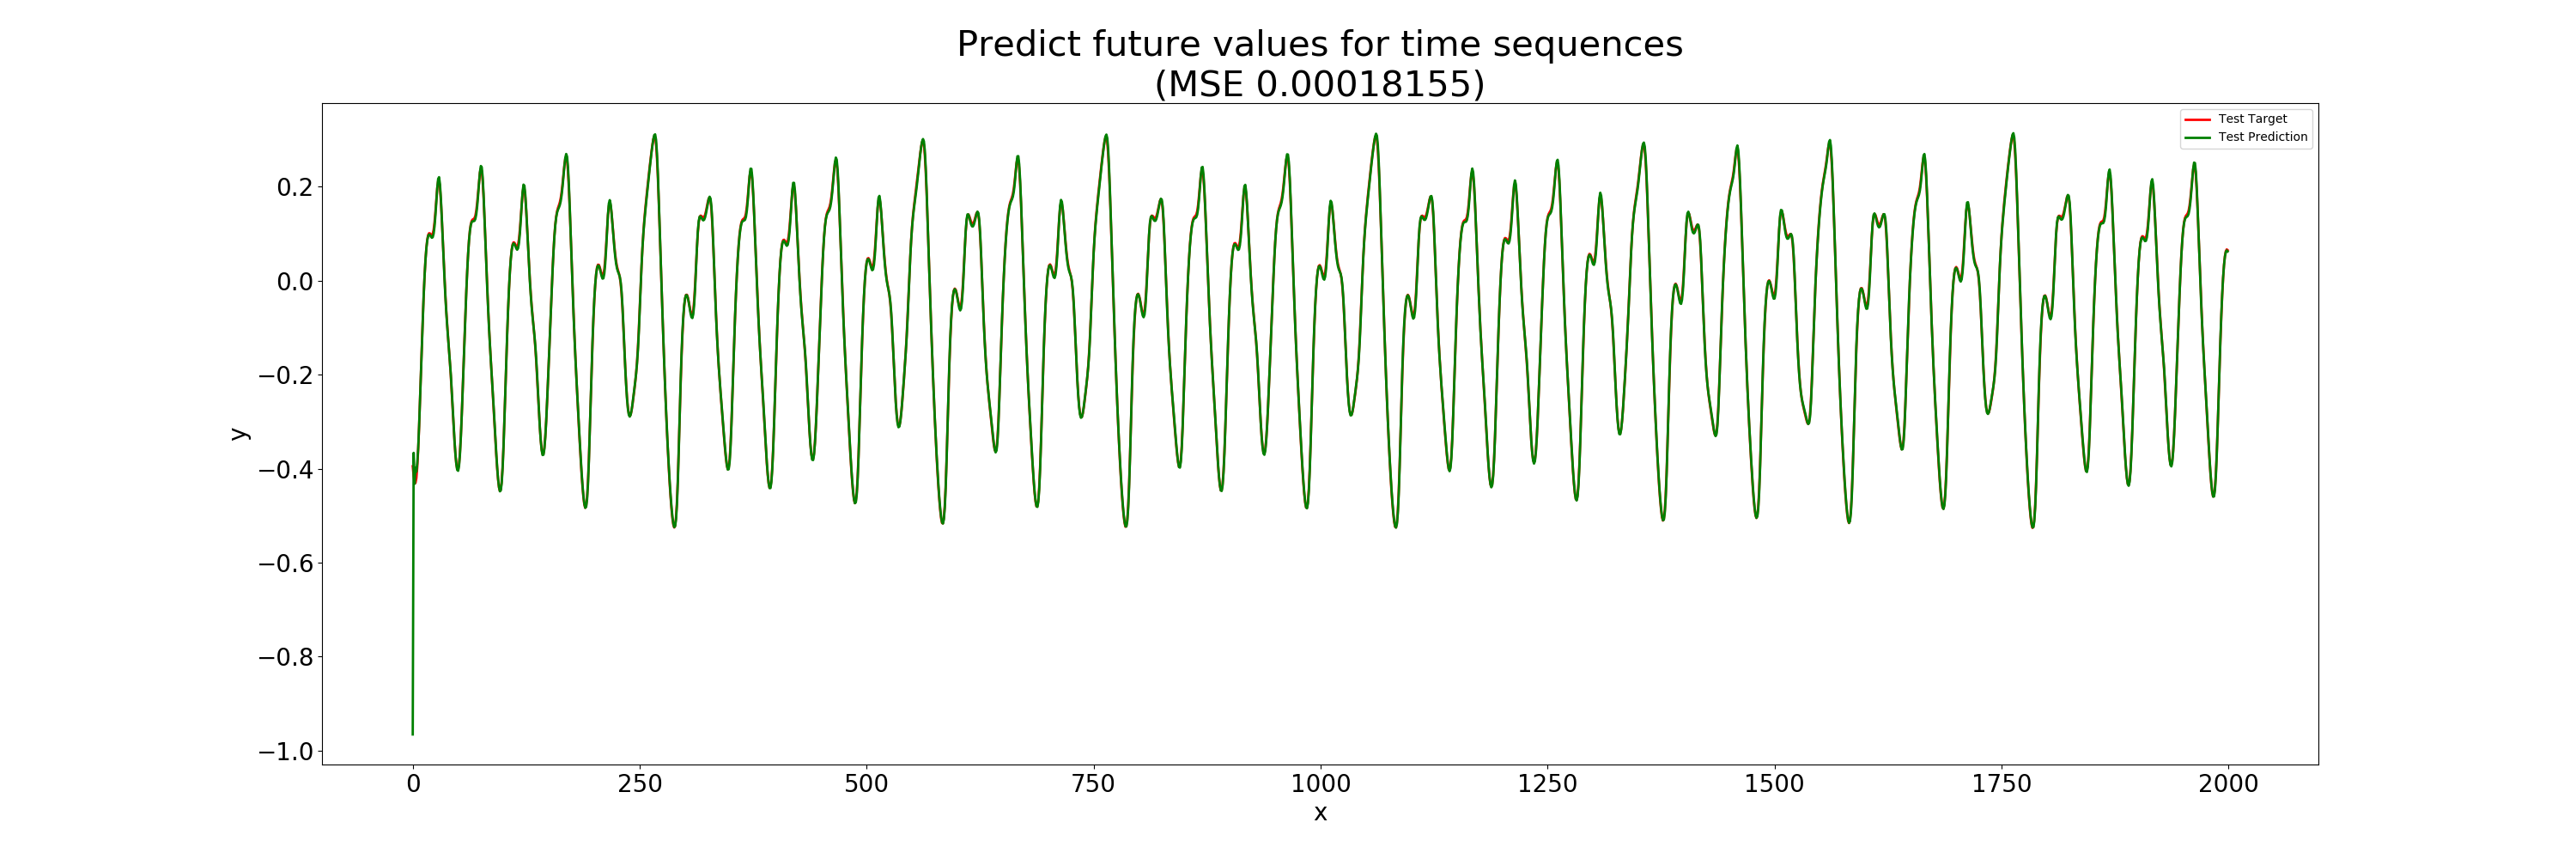 Predict future values for time sequences
(MSE 0.00018155)
Test Target
Test Prediction
0.2
0.0
−0.2
−0.4
−0.6
−0.8
−1.0
y
0 250 500 750 1000 1250 1500 1750 2000
x